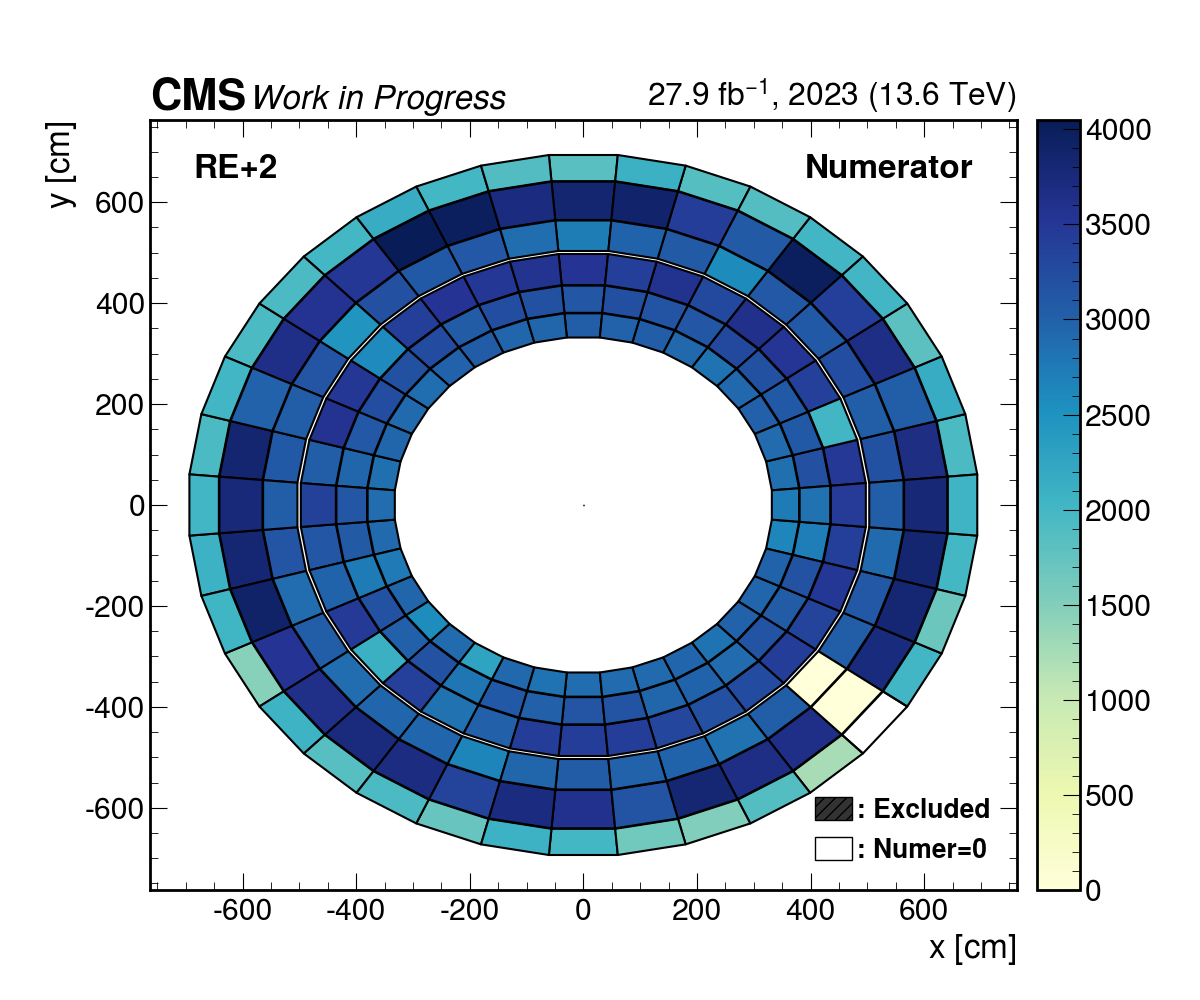 CMS Work in Progress 27.9 fb⁻¹, 2023 (13.6 TeV)
y [cm]
RE+2 Numerator
600
400
200
0
-200
-400
-600
-600 -400 -200 0 200 400 600
x [cm]
: Excluded
: Numer=0
4000
3500
3000
2500
2000
1500
1000
500
0